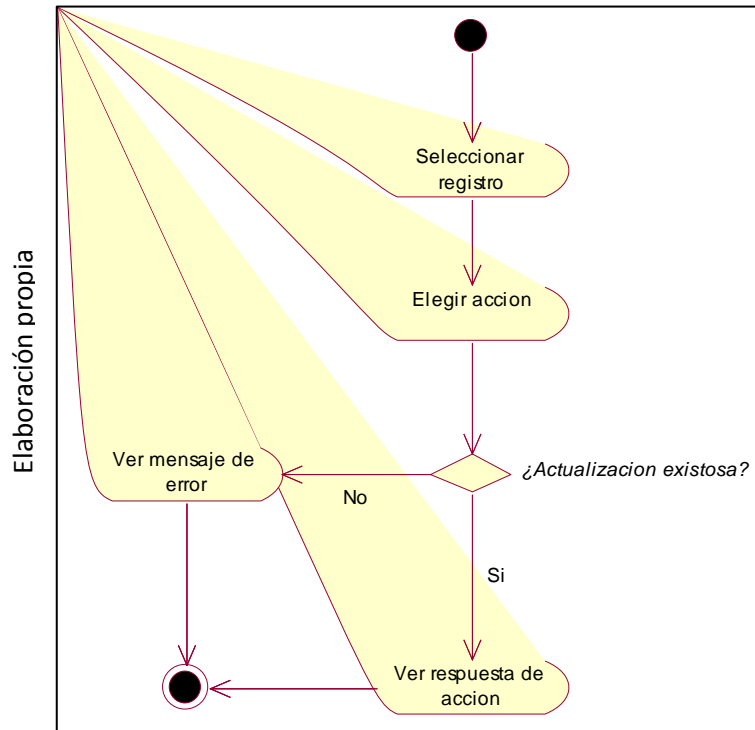 Seleccionar
registro
Elegir accion
Ver mensaje de
error
¿Actualizacion existosa?
No
Si
Ver respuesta de
accion
Elaboración propia